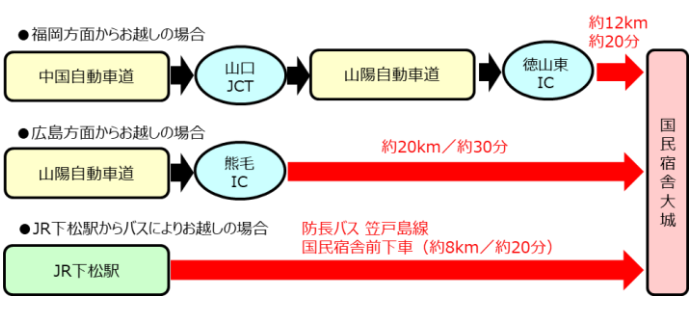 ●福岡方面からお越しの場合
約12km
約20分
中国自動車道
山口
JCT
山陽自動車道
徳山東
IC
●広島方面からお越しの場合
山陽自動車道
熊毛
IC
約20km／約30分
●JR下松駅からバスによりお越しの場合
防長バス 笠戸島線
国民宿舎前下車（約8km／約20分）
JR下松駅
国民宿舎大城